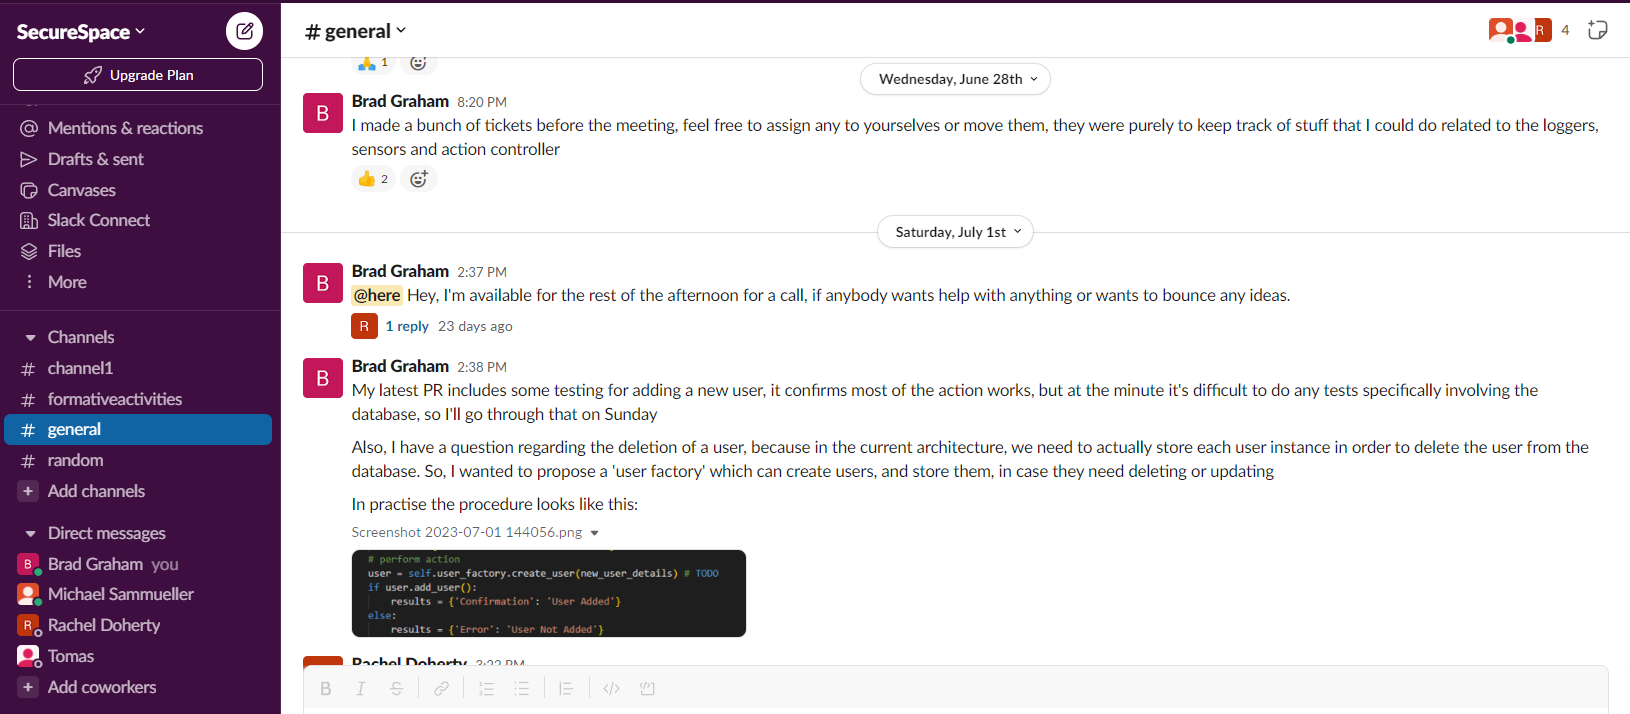 SecureSpace
Upgrade Plan
Mentions & reactions
Drafts & sent
Canvases
Slack Connect
Files
More
Channels
# channel1
# formativeactivities
# general
# random
+ Add channels
Direct messages
B Brad Graham you
Michael Sammueller
R Rachel Doherty
Tomas
+ Add coworkers
# general
R 4
1
Wednesday, June 28th
B Brad Graham 8:20 PM
I made a bunch of tickets before the meeting, feel free to assign any to yourselves or move them, they were purely to keep track of stuff that I could do related to the loggers,
sensors and action controller
2
Saturday, July 1st
B Brad Graham 2:37 PM
@here Hey, I'm available for the rest of the afternoon for a call, if anybody wants help with anything or wants to bounce any ideas.
R 1 reply 23 days ago
B Brad Graham 2:38 PM
My latest PR includes some testing for adding a new user, it confirms most of the action works, but at the minute it's difficult to do any tests specifically involving the
database, so I'll go through that on Sunday
Also, I have a question regarding the deletion of a user, because in the current architecture, we need to actually store each user instance in order to delete the user from the
database. So, I wanted to propose a 'user factory' which can create users, and store them, in case they need deleting or updating
In practise the procedure looks like this:
Screenshot 2023-07-01 144056.png
# perform action
user = self.user_factory.create_user(new_user_details) # TODO
if user.add_user():
results = {'Confirmation': 'User Added'}
else:
results = {'Error': 'User Not Added'}
Rachel Doherty 3:22 PM
B I S